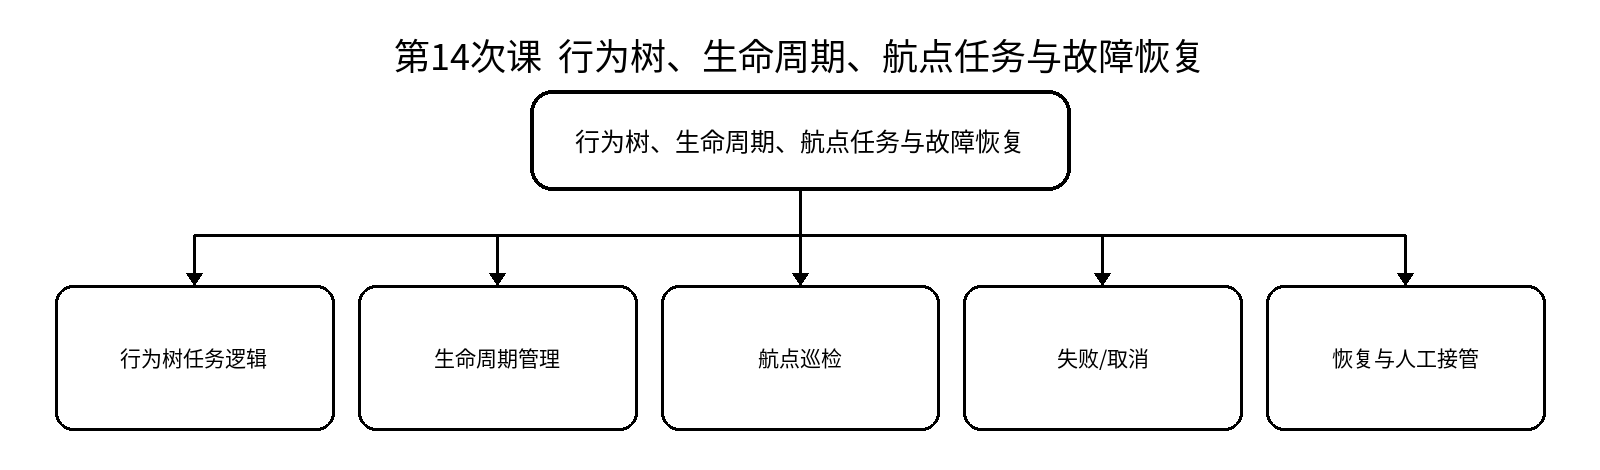 第14次课 行为树、生命周期、航点任务与故障恢复
行为树、生命周期、航点任务与故障恢复
行为树任务逻辑
生命周期管理
航点巡检
失败/取消
恢复与人工接管